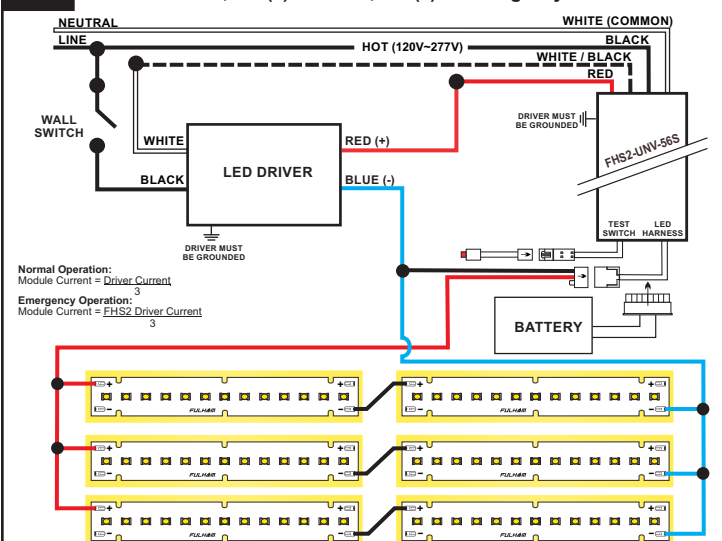 NEUTRAL
WHITE (COMMON)
LINE
HOT (120V~277V)
BLACK
WHITE / BLACK
RED
WALL
SWITCH
DRIVER MUST
BE GROUNDED
FHS2-UNV-56S
WHITE
LED DRIVER
RED (+)
BLACK
BLUE (-)
DRIVER MUST
BE GROUNDED
TEST
SWITCH
LED
HARNESS
Normal Operation:
Module Current = Driver Current
3
Emergency Operation:
Module Current = FHS2 Driver Current
3
BATTERY
+ + + +
- - - -
FULHAM FULHAM
+ + + +
- - - -
FULHAM FULHAM
+ + + +
- - - -
FULHAM FULHAM